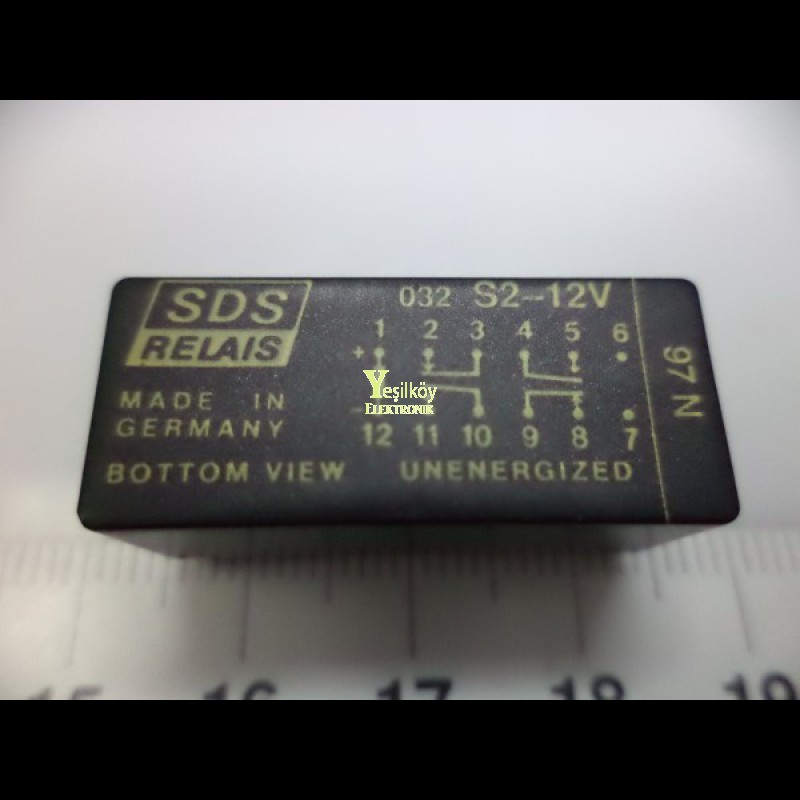 SDS
RELAIS
032 S2-12V
1 2 3 4 5 6
+
MADE IN
GERMANY
Yeşilköy
ELEKTRONIK
-
12 11 10 9 8 7
BOTTOM VIEW UNENERGIZED
97 N
15 16 17 18 19